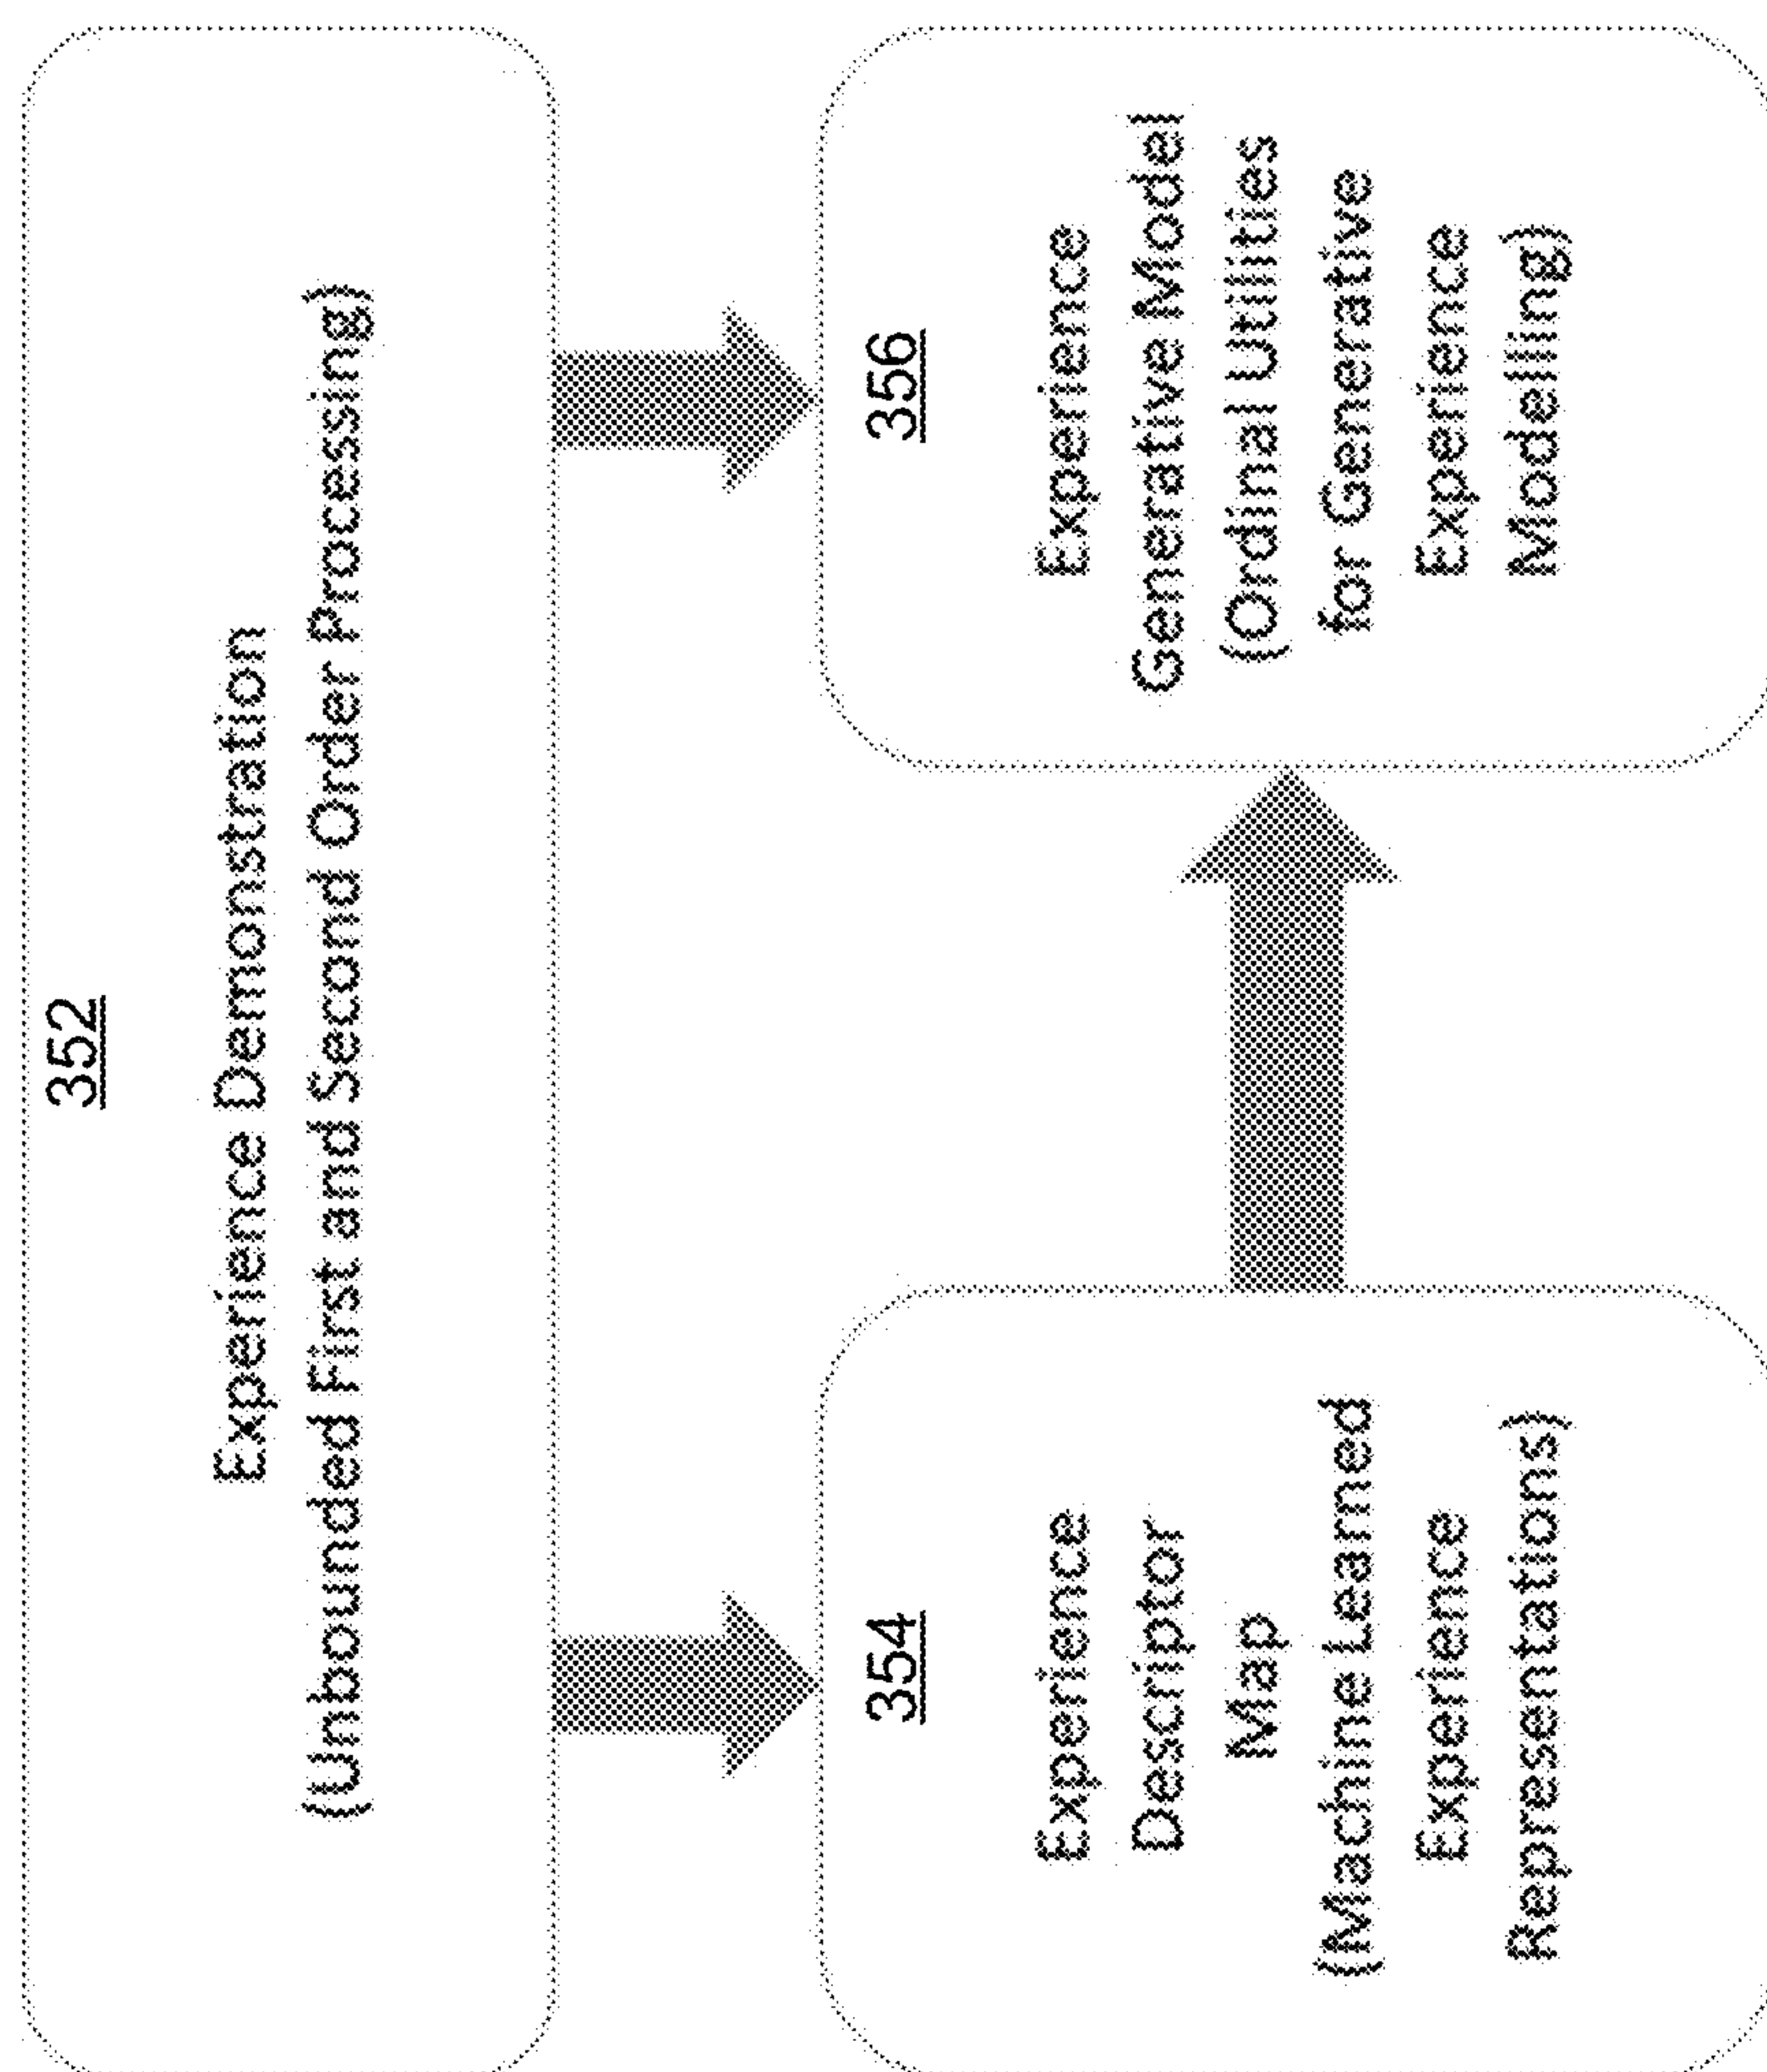 352
Experience Demonstration
(Unbounded First and Second Order Processing)
354
Experience
Descriptor
Map
(Machine Learned
Experience
Representations)
356
Experience
Generative Model
(Ordinal Utilities
for Generative
Experience
Modelling)